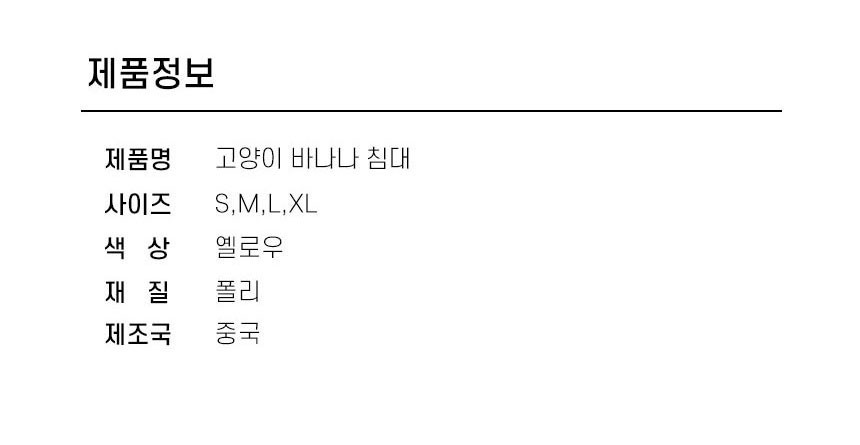 제품정보
제품명 고양이 바나나 침대
사이즈 S,M,L,XL
색 상 옐로우
재 질 폴리
제조국 중국